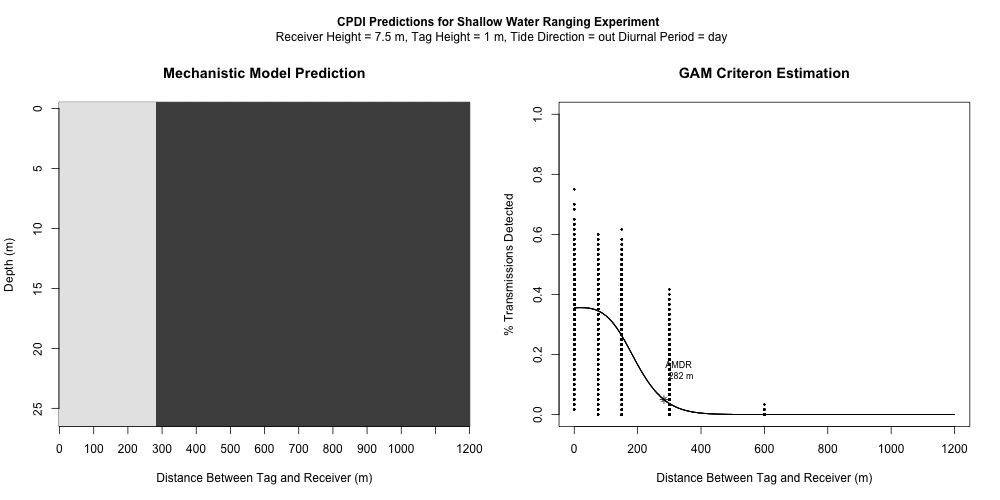 CPDI Predictions for Shallow Water Ranging Experiment
Receiver Height = 7.5 m, Tag Height = 1 m, Tide Direction = out Diurnal Period = day
Mechanistic Model Prediction
0
5
10
15
20
25
Depth (m)
0 100 200 300 400 500 600 700 800 900 1000 1200
Distance Between Tag and Receiver (m)
GAM Criteron Estimation
1.0
0.8
0.6
0.4
0.2
0.0
% Transmissions Detected
AMDR
282 m
0 200 400 600 800 1000 1200
Distance Between Tag and Receiver (m)